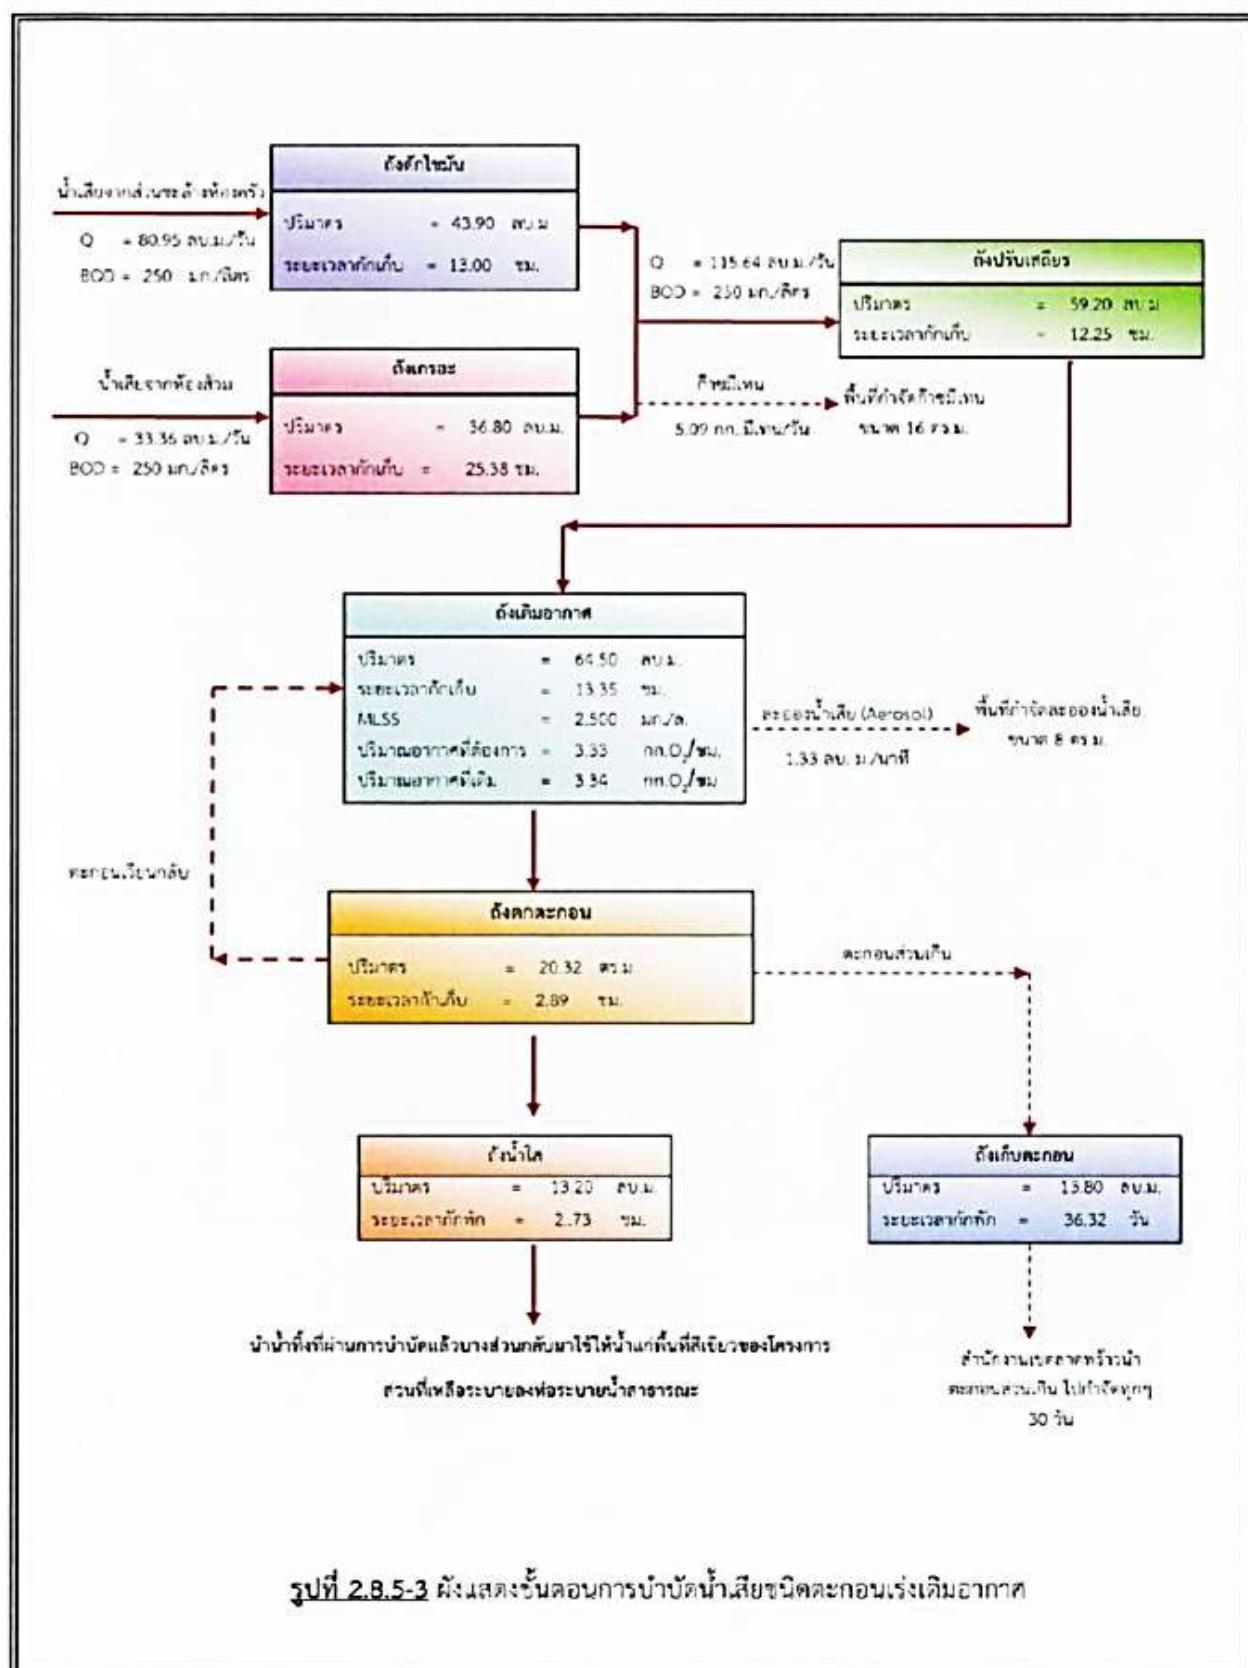 ถังดักไขมัน
น้ำเสียจากส่วนชะล้างห้องครัว
Q = 80.95 ลบ.ม./วัน
BOD = 250 มก./ลิตร
ปริมาตร = 43.90 ลบ.ม
ระยะเวลากักเก็บ = 13.00 ชม.
Q = 115.64 ลบ.ม./วัน
BOD = 250 มก./ลิตร
ถังปรับเสถียร
ปริมาตร = 59.20 ลบ.ม
ระยะเวลากักเก็บ = 12.25 ชม.
ถังเกรอะ
น้ำเสียจากห้องส้วม
Q = 33.36 ลบ.ม./วัน
BOD = 250 มก./ลิตร
ปริมาตร = 36.80 ลบ.ม.
ระยะเวลากักเก็บ = 25.38 ชม.
ก๊าซมีเทน
5.09 กก.มีเทน/วัน
พื้นที่กำจัดก๊าซมีเทน
ขนาด 16 ตร.ม.
ถังเติมอากาศ
ปริมาตร = 64.50 ลบ.ม.
ระยะเวลากักเก็บ = 13.35 ชม.
MLSS = 2,500 มก./ล.
ปริมาณอากาศที่ต้องการ = 3.33 กก.O2/ชม.
ปริมาณอากาศที่เติม = 3.34 กก.O2/ชม
ละอองน้ำเสีย (Aerosol)
1.33 ลบ. ม./นาที
พื้นที่กำจัดละอองน้ำเสีย
ขนาด 8 ตร.ม.
ตะกอนเวียนกลับ
ถังตกตะกอน
ปริมาตร = 20.32 ตร.ม
ระยะเวลากักเก็บ = 2.89 ชม.
ตะกอนส่วนเกิน
ถังน้ำใส
ปริมาตร = 13.20 ลบ.ม.
ระยะเวลากักพัก = 2.73 ชม.
ถังเก็บตะกอน
ปริมาตร = 13.80 ลบ.ม.
ระยะเวลากักพัก = 36.32 วัน
นำน้ำทิ้งที่ผ่านการบำบัดแล้วบางส่วนกลับมาใช้ให้น้ำแก่พื้นที่สีเขียวของโครงการ
ส่วนที่เหลือระบายลงท่อระบายน้ำสาธารณะ
สำนักงานเขตลาดพร้าวนำ
ตะกอนส่วนเกิน ไปกำจัดทุกๆ
30 วัน
รูปที่ 2.8.5-3 ผังแสดงขั้นตอนการบำบัดน้ำเสียชนิดตะกอนเร่งเติมอากาศ